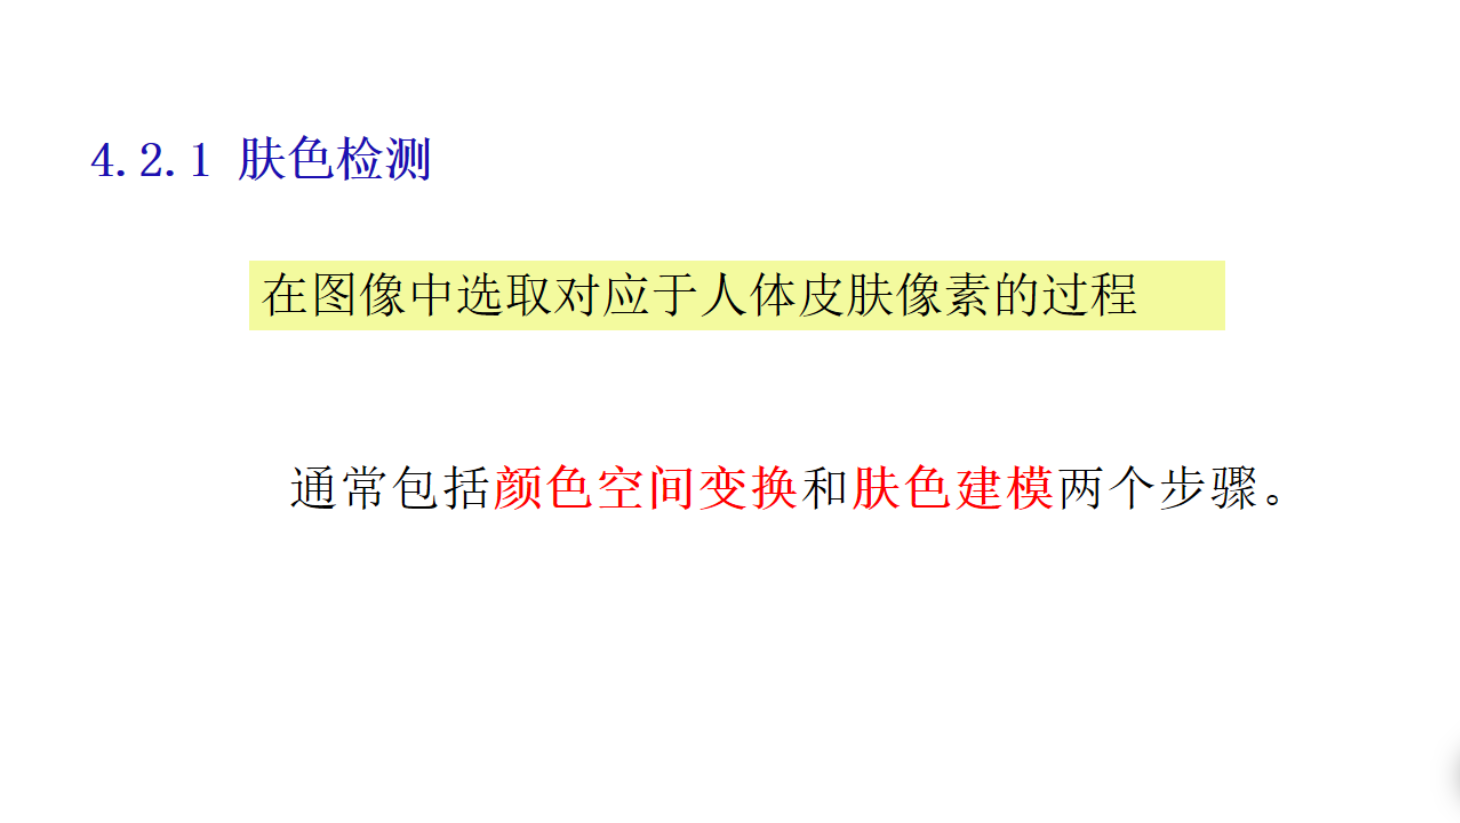 4.2.1 肤色检测
在图像中选取对应于人体皮肤像素的过程
通常包括颜色空间变换和肤色建模两个步骤。